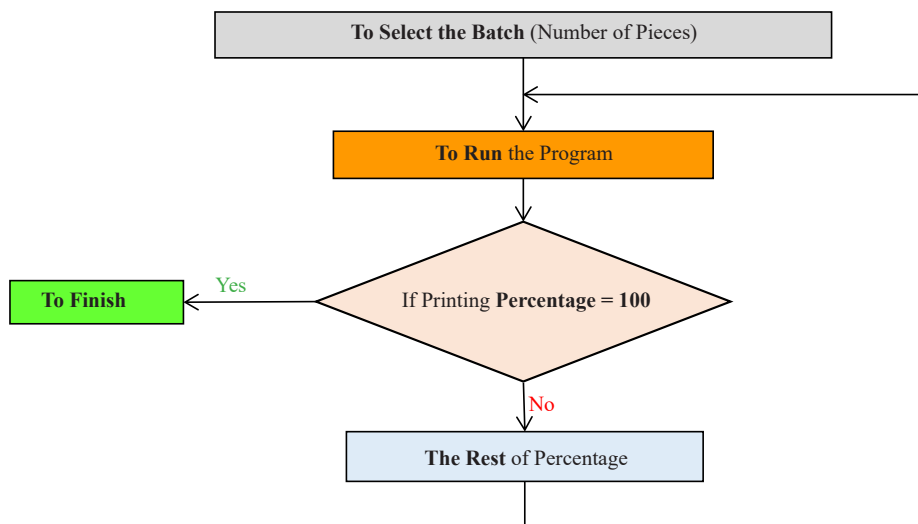 To Select the Batch (Number of Pieces)
To Run the Program
If Printing Percentage = 100
Yes
To Finish
No
The Rest of Percentage